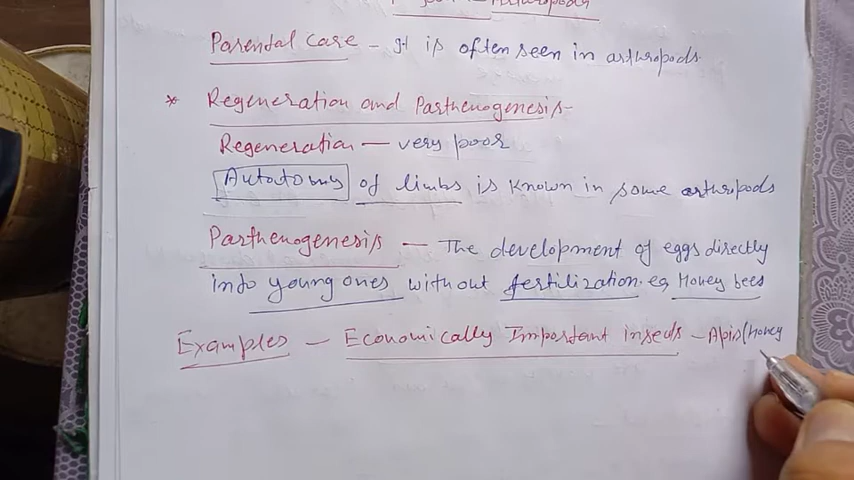 Arthropods
Parental Care - It is often seen in arthropods.
* Regeneration and Parthenogenesis-
Regeneration — very poor
Autotomy of limbs is known in some arthropods
Parthenogenesis — The development of eggs directly
into young ones without fertilization. eg Honey bees
Examples - Economically Important insects - Apis (Honey